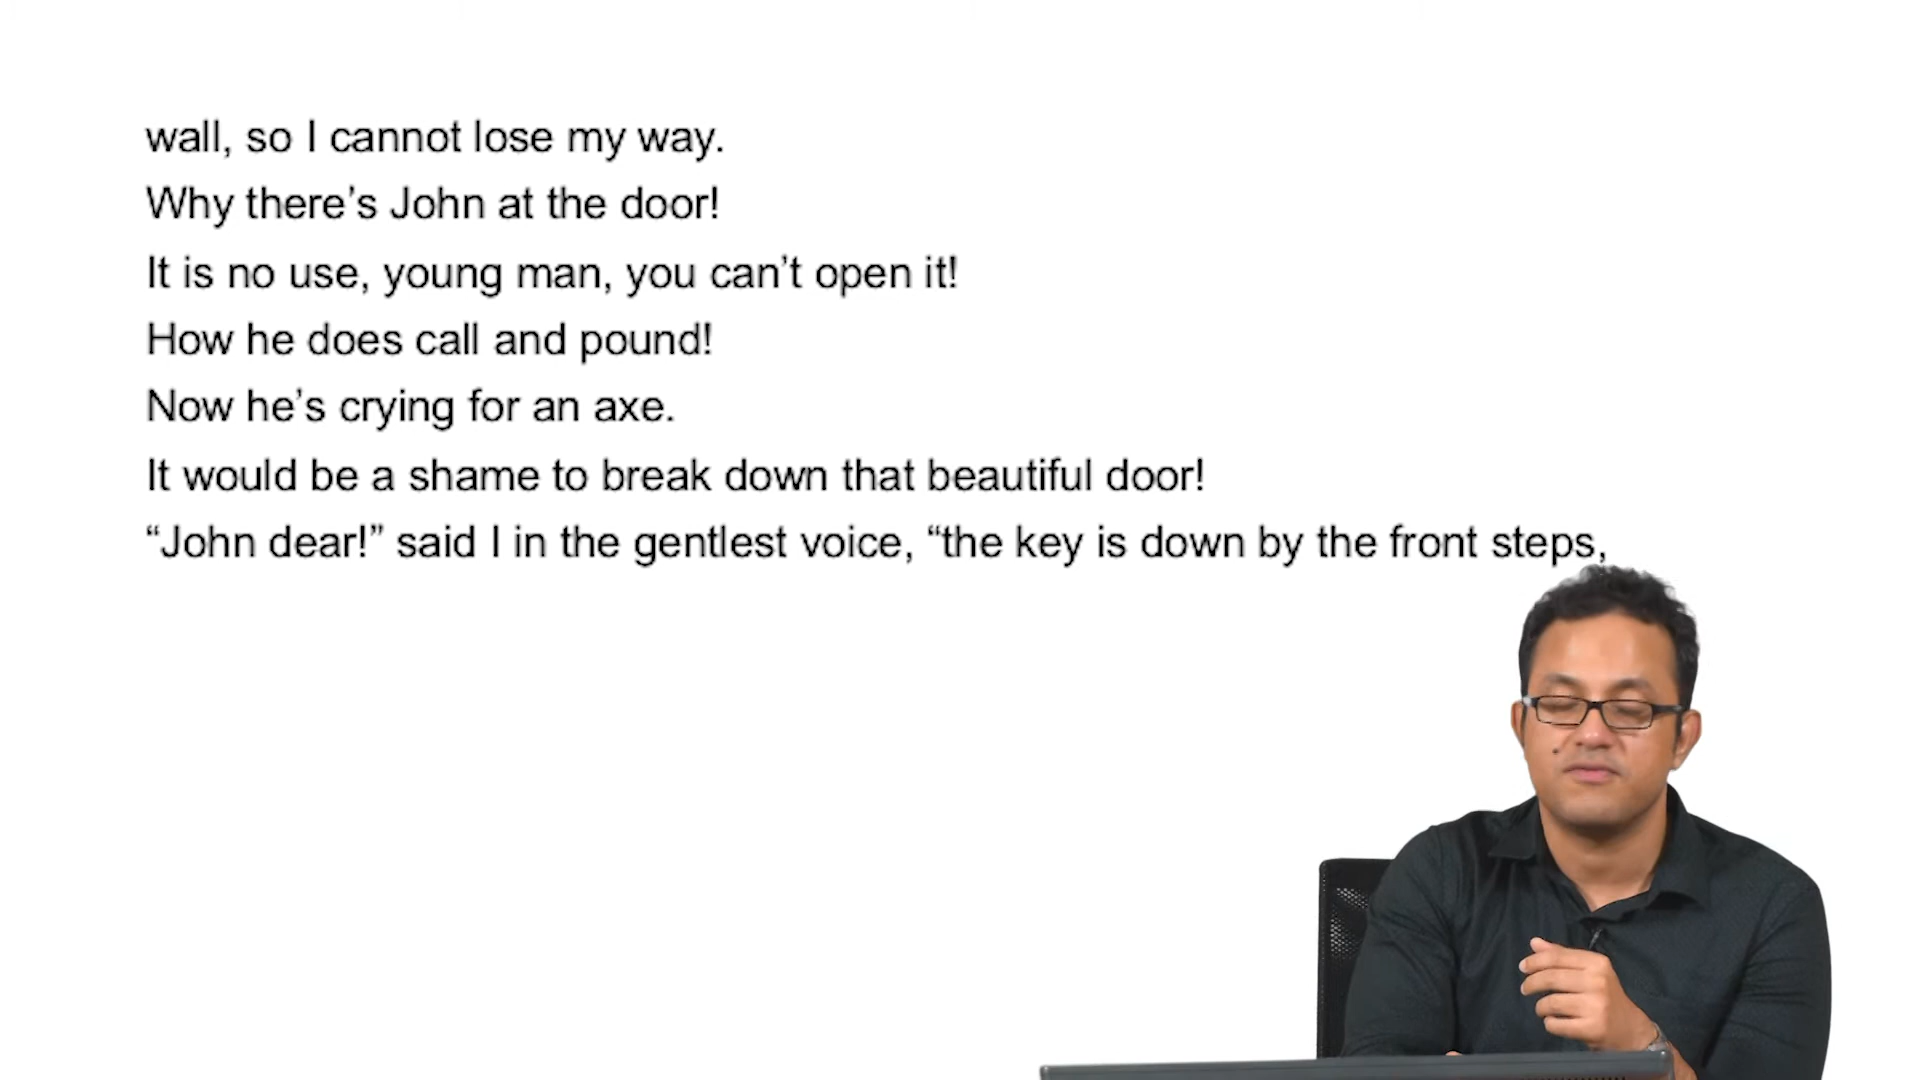 wall, so I cannot lose my way.
Why there’s John at the door!
It is no use, young man, you can’t open it!
How he does call and pound!
Now he’s crying for an axe.
It would be a shame to break down that beautiful door!
“John dear!” said I in the gentlest voice, “the key is down by the front steps,